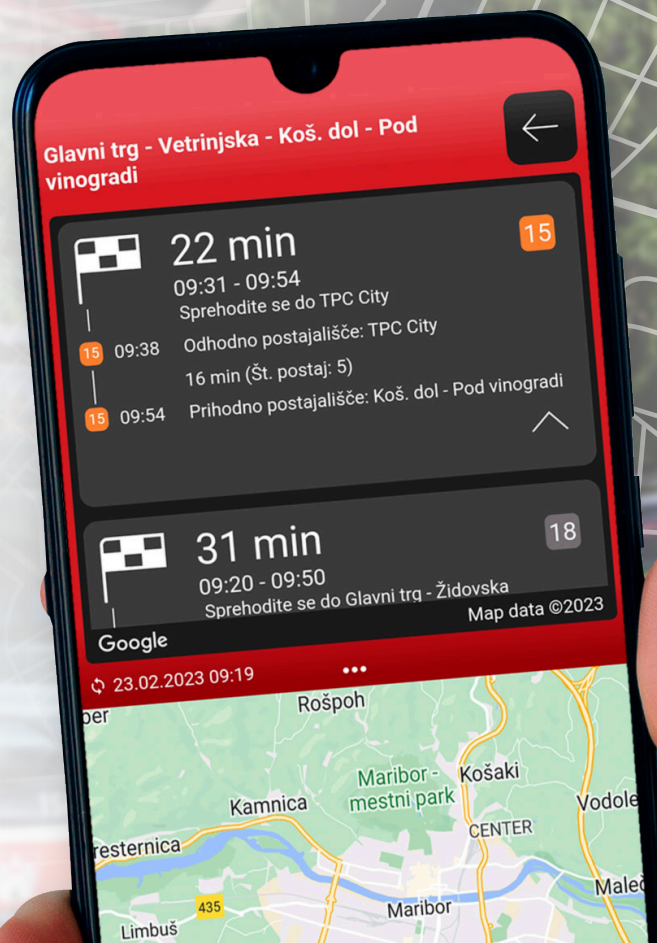 Glavni trg - Vetrinjska - Koš. dol - Pod
vinogradi
22 min
15
09:31 - 09:54
Sprehodite se do TPC City
15 09:38 Odhodno postajališče: TPC City
16 min (Št. postaj: 5)
15 09:54 Prihodno postajališče: Koš. dol - Pod vinogradi
31 min
18
09:20 - 09:50
Sprehodite se do Glavni trg - Židovska
Google
Map data ©2023
23.02.2023 09:19
Rošpoh
Maribor -
mestni park
Košaki
Kamnica
Vodole
CENTER
resternica
435
Maribor
Limbuš